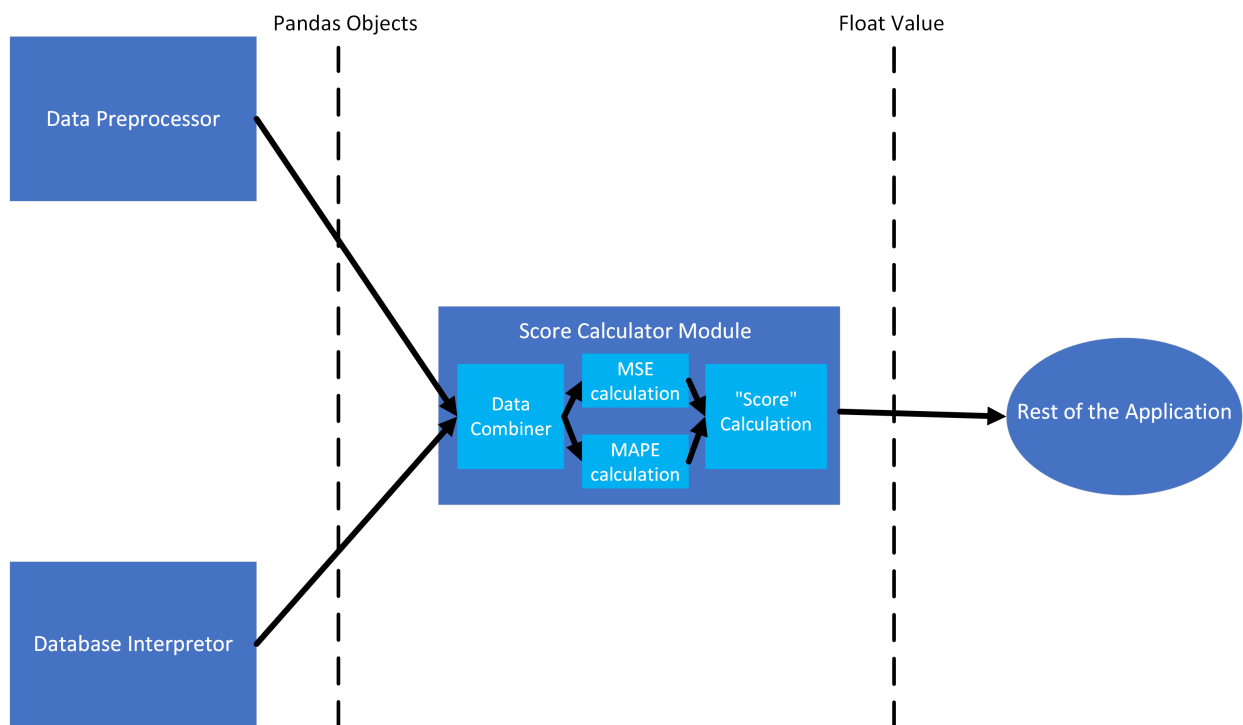 Pandas Objects
Float Value
Data Preprocessor
Score Calculator Module
Data
Combiner
MSE
calculation
MAPE
calculation
"Score"
Calculation
Rest of the Application
Database Interpretor